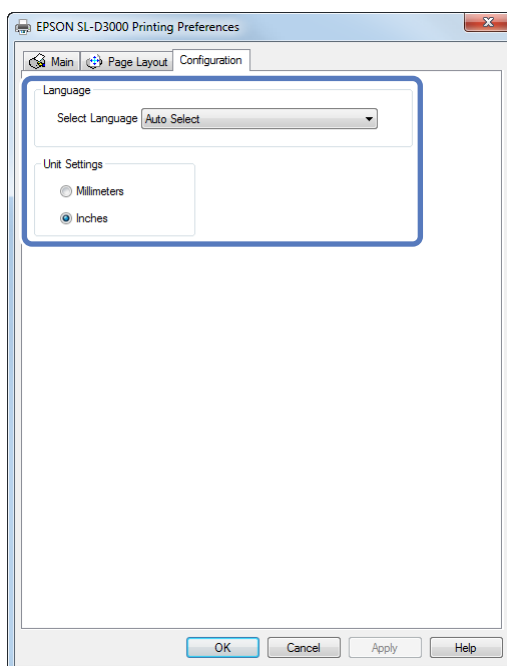 EPSON SL-D3000 Printing Preferences
Main Page Layout Configuration
Language
Select Language Auto Select
Unit Settings
Millimeters
Inches
OK Cancel Apply Help